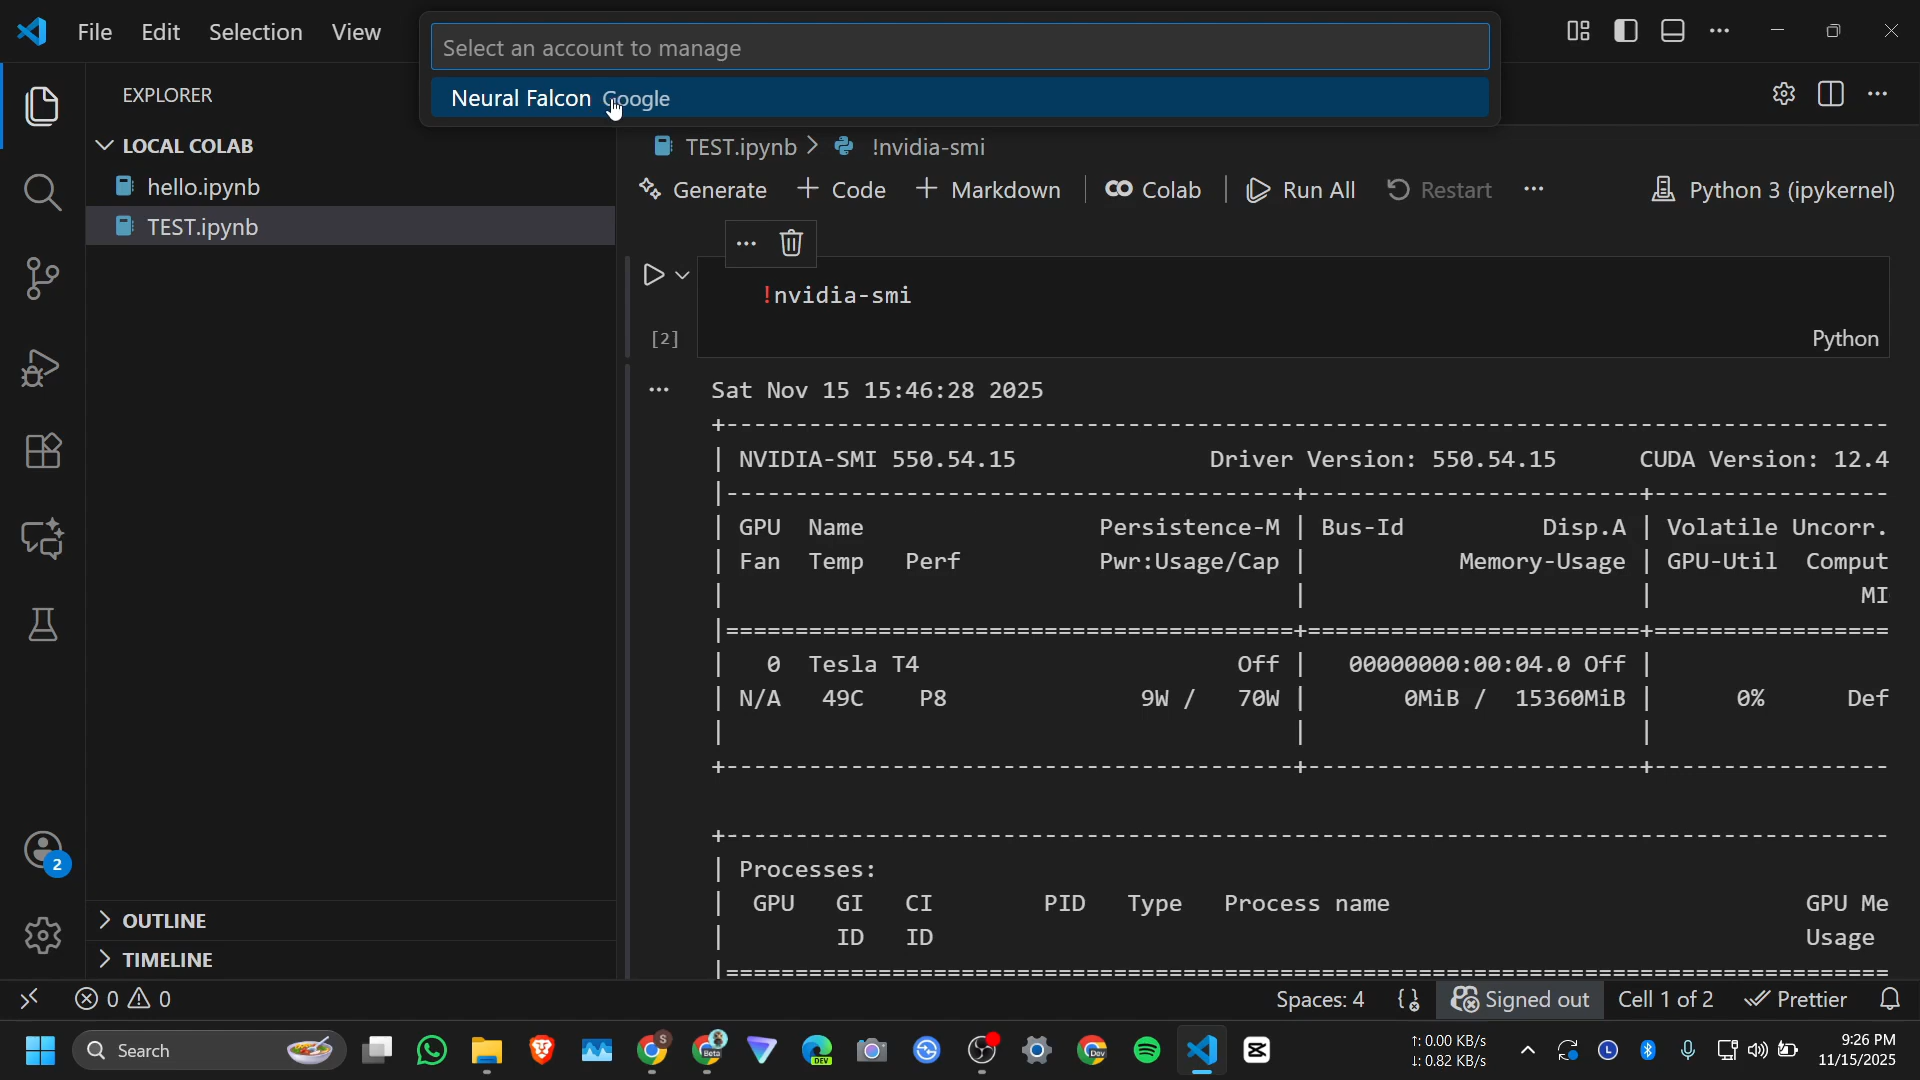 File Edit Selection View
Select an account to manage
Neural Falcon Google
EXPLORER
LOCAL COLAB
hello.ipynb
TEST.ipynb
TEST.ipynb > !nvidia-smi
Generate + Code + Markdown | Colab | Run All Restart ... Python 3 (ipykernel)
...
!nvidia-smi
[2]
Python
... Sat Nov 15 15:46:28 2025
+------------------------------------------------------------------------------------
| NVIDIA-SMI 550.54.15 Driver Version: 550.54.15 CUDA Version: 12.4
|-----------------------------------------+------------------------+-----------------
| GPU Name Persistence-M | Bus-Id Disp.A | Volatile Uncorr.
| Fan Temp Perf Pwr:Usage/Cap | Memory-Usage | GPU-Util Comput
| | | MI
|=========================================+========================+=================
| 0 Tesla T4 Off | 00000000:00:04.0 Off |
| N/A 49C P8 9W / 70W | 0MiB / 15360MiB | 0% Def
| | |
+-----------------------------------------+------------------------+-----------------
+------------------------------------------------------------------------------------
| Processes:
| GPU GI CI PID Type Process name GPU Me
| ID ID Usage
|====================================================================================
2
OUTLINE
TIMELINE
0 0 Spaces: 4 Signed out Cell 1 of 2 Prettier
Search
S
Beta
DEV
Dev
↑: 0.00 KB/s
↓: 0.82 KB/s
9:26 PM
11/15/2025